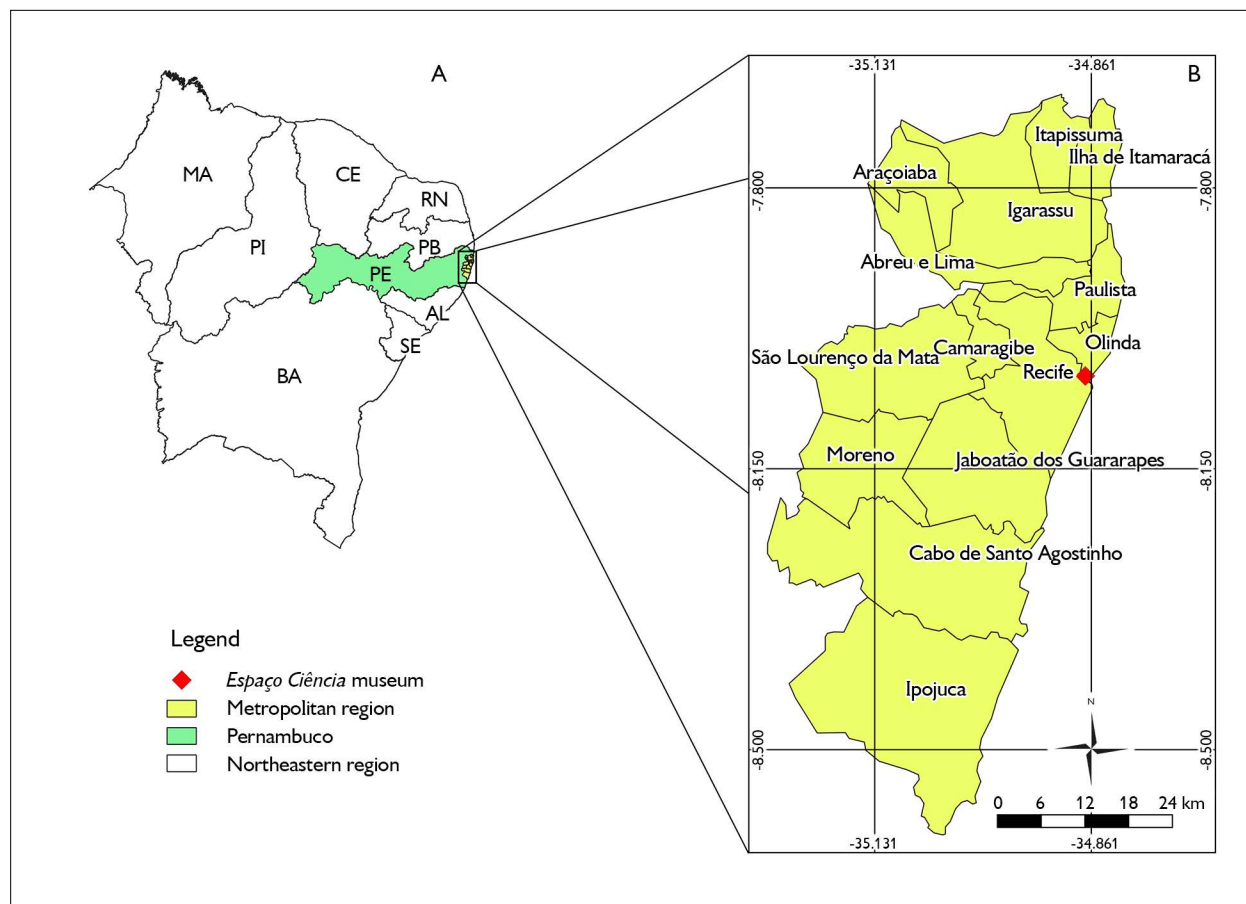 A
MA
CE
RN
PI
PB
PE
AL
SE
BA
Legend
Espaço Ciência museum
Metropolitan region
Pernambuco
Northeastern region
B
-35.131
-34.861
Itapissuma
Ilha de Itamaracá
Araçoiaba
-7.800
-7.800
Igarassu
Abreu e Lima
Paulista
Olinda
Camaragibe
São Lourenço da Mata
Recife
Moreno
Jaboatão dos Guararapes
-8.150
-8.150
Cabo de Santo Agostinho
Ipojuca
N
-8.500
-8.500
0 6 12 18 24 km
-35.131
-34.861